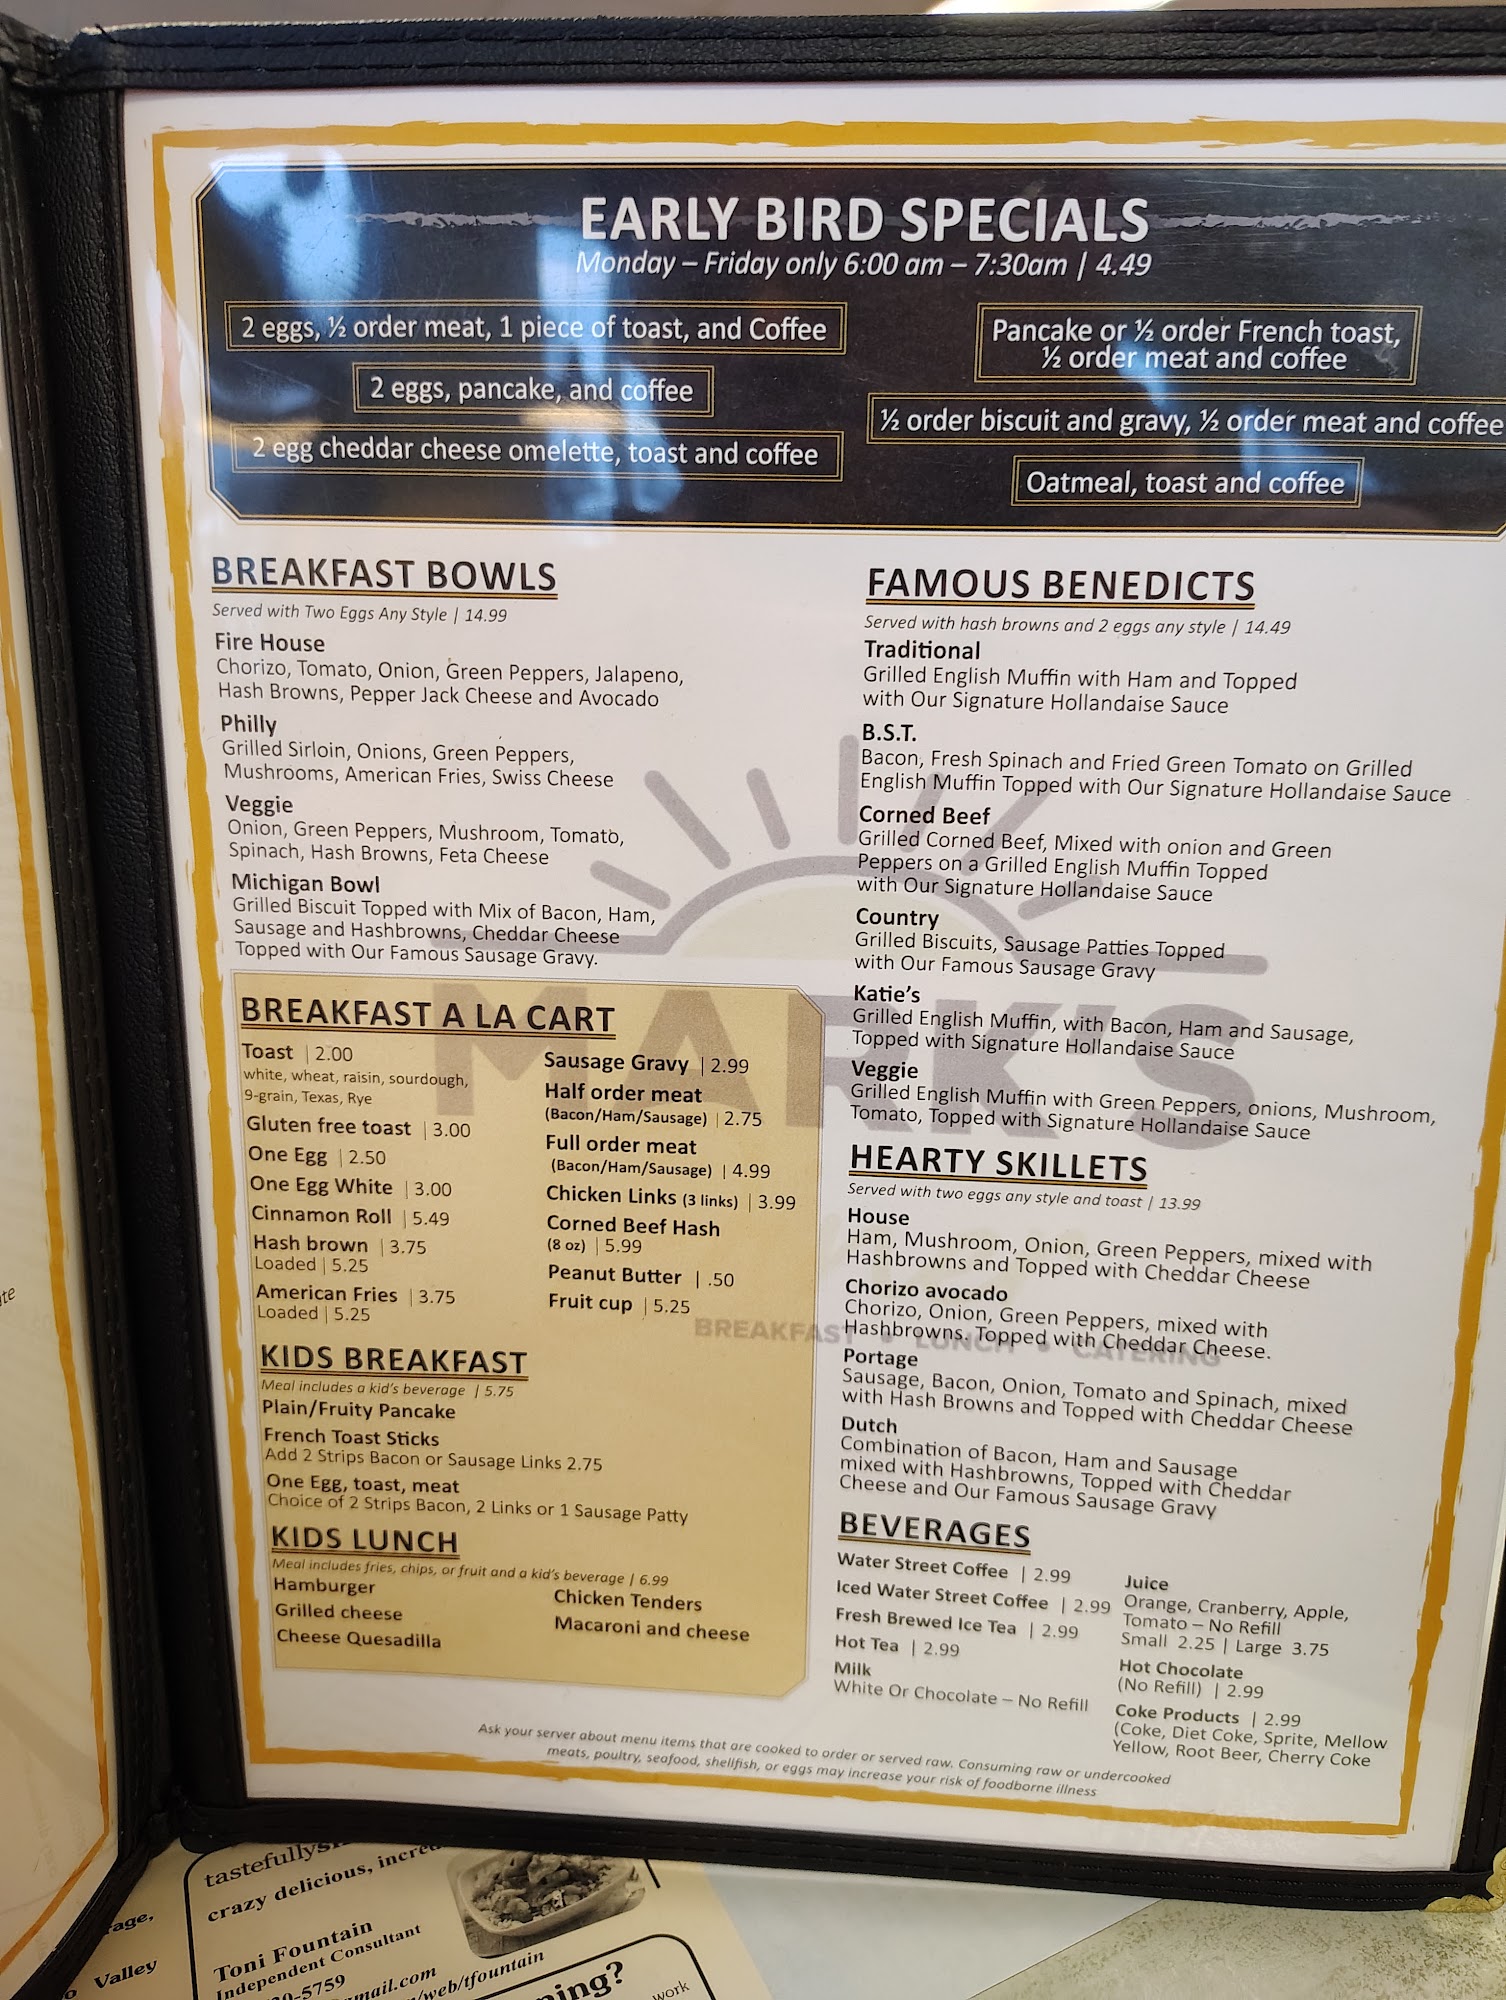 EARLY BIRD SPECIALS
Monday – Friday only 6:00 am – 7:30am | 4.49
2 eggs, ½ order meat, 1 piece of toast, and Coffee
2 eggs, pancake, and coffee
2 egg cheddar cheese omelette, toast and coffee
Pancake or ½ order French toast,
½ order meat and coffee
½ order biscuit and gravy, ½ order meat and coffee
Oatmeal, toast and coffee
BREAKFAST BOWLS
Served with Two Eggs Any Style | 14.99
Fire House
Chorizo, Tomato, Onion, Green Peppers, Jalapeno,
Hash Browns, Pepper Jack Cheese and Avocado
Philly
Grilled Sirloin, Onions, Green Peppers,
Mushrooms, American Fries, Swiss Cheese
Veggie
Onion, Green Peppers, Mushroom, Tomato,
Spinach, Hash Browns, Feta Cheese
Michigan Bowl
Grilled Biscuit Topped with Mix of Bacon, Ham,
Sausage and Hashbrowns, Cheddar Cheese
Topped with Our Famous Sausage Gravy.
BREAKFAST A LA CART
Toast | 2.00
white, wheat, raisin, sourdough,
9-grain, Texas, Rye
Gluten free toast | 3.00
One Egg | 2.50
One Egg White | 3.00
Cinnamon Roll | 5.49
Hash brown | 3.75
Loaded | 5.25
American Fries | 3.75
Loaded | 5.25
Sausage Gravy | 2.99
Half order meat
(Bacon/Ham/Sausage) | 2.75
Full order meat
(Bacon/Ham/Sausage) | 4.99
Chicken Links (3 links) | 3.99
Corned Beef Hash
(8 oz) | 5.99
Peanut Butter | .50
Fruit cup | 5.25
KIDS BREAKFAST
Meal includes a kid's beverage | 5.75
Plain/Fruity Pancake
French Toast Sticks
Add 2 Strips Bacon or Sausage Links 2.75
One Egg, toast, meat
Choice of 2 Strips Bacon, 2 Links or 1 Sausage Patty
KIDS LUNCH
Meal includes fries, chips, or fruit and a kid's beverage | 6.99
Hamburger
Grilled cheese
Cheese Quesadilla
Chicken Tenders
Macaroni and cheese
FAMOUS BENEDICTS
Served with hash browns and 2 eggs any style | 14.49
Traditional
Grilled English Muffin with Ham and Topped
with Our Signature Hollandaise Sauce
B.S.T.
Bacon, Fresh Spinach and Fried Green Tomato on Grilled
English Muffin Topped with Our Signature Hollandaise Sauce
Corned Beef
Grilled Corned Beef, Mixed with onion and Green
Peppers on a Grilled English Muffin Topped
with Our Signature Hollandaise Sauce
Country
Grilled Biscuits, Sausage Patties Topped
with Our Famous Sausage Gravy
Katie's
Grilled English Muffin, with Bacon, Ham and Sausage,
Topped with Signature Hollandaise Sauce
Veggie
Grilled English Muffin with Green Peppers, onions, Mushroom,
Tomato, Topped with Signature Hollandaise Sauce
HEARTY SKILLETS
Served with two eggs any style and toast | 13.99
House
Ham, Mushroom, Onion, Green Peppers, mixed with
Hashbrowns and Topped with Cheddar Cheese
Chorizo avocado
Chorizo, Onion, Green Peppers, mixed with
Hashbrowns. Topped with Cheddar Cheese.
Portage
Sausage, Bacon, Onion, Tomato and Spinach, mixed
with Hash Browns and Topped with Cheddar Cheese
Dutch
Combination of Bacon, Ham and Sausage
mixed with Hashbrowns, Topped with Cheddar
Cheese and Our Famous Sausage Gravy
BEVERAGES
Water Street Coffee | 2.99
Iced Water Street Coffee | 2.99
Fresh Brewed Ice Tea | 2.99
Hot Tea | 2.99
Milk
White Or Chocolate – No Refill
Juice
Orange, Cranberry, Apple,
Tomato – No Refill
Small 2.25 | Large 3.75
Hot Chocolate
(No Refill) | 2.99
Coke Products | 2.99
(Coke, Diet Coke, Sprite, Mellow
Yellow, Root Beer, Cherry Coke
MARK'S
BREAKFAST • LUNCH • CATERING
Ask your server about menu items that are cooked to order or served raw. Consuming raw or undercooked
meats, poultry, seafood, shellfish, or eggs may increase your risk of foodborne illness
crazy delicious,
Toni Fountain
Independent Consultant
-5759
mail.com
/web/tfountain
Valley
work